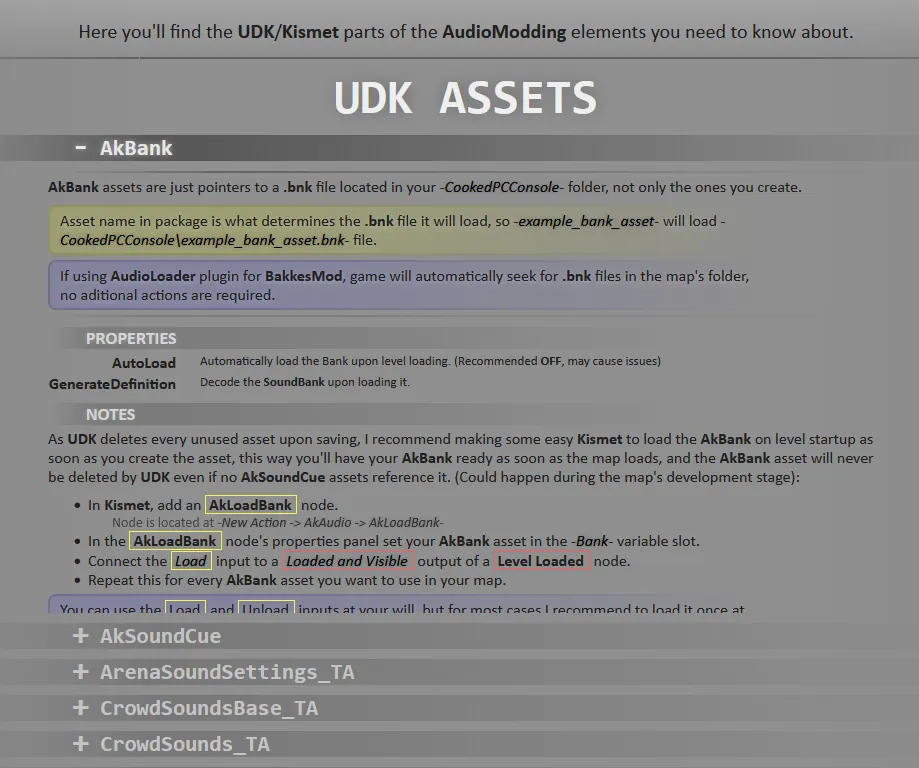 Here you'll find the UDK/Kismet parts of the AudioModding elements you need to know about.
UDK ASSETS
- AkBank
AkBank assets are just pointers to a .bnk file located in your -CookedPCConsole- folder, not only the ones you create.
Asset name in package is what determines the .bnk file it will load, so -example_bank_asset- will load -
CookedPCConsole\example_bank_asset.bnk- file.
If using AudioLoader plugin for BakkesMod, game will automatically seek for .bnk files in the map's folder,
no aditional actions are required.
PROPERTIES
AutoLoad Automatically load the Bank upon level loading. (Recommended OFF, may cause issues)
GenerateDefinition Decode the SoundBank upon loading it.
NOTES
As UDK deletes every unused asset upon saving, I recommend making some easy Kismet to load the AkBank on level startup as
soon as you create the asset, this way you'll have your AkBank ready as soon as the map loads, and the AkBank asset will never
be deleted by UDK even if no AkSoundCue assets reference it. (Could happen during the map's development stage):
• In Kismet, add an AkLoadBank node.
Node is located at -New Action -> AkAudio -> AkLoadBank-
• In the AkLoadBank node's properties panel set your AkBank asset in the -Bank- variable slot.
• Connect the Load input to a Loaded and Visible output of a Level Loaded node.
• Repeat this for every AkBank asset you want to use in your map.
You can use the Load and Unload inputs at your will, but for most cases I recommend to load it once at
+ AkSoundCue
+ ArenaSoundSettings_TA
+ CrowdSoundsBase_TA
+ CrowdSounds_TA